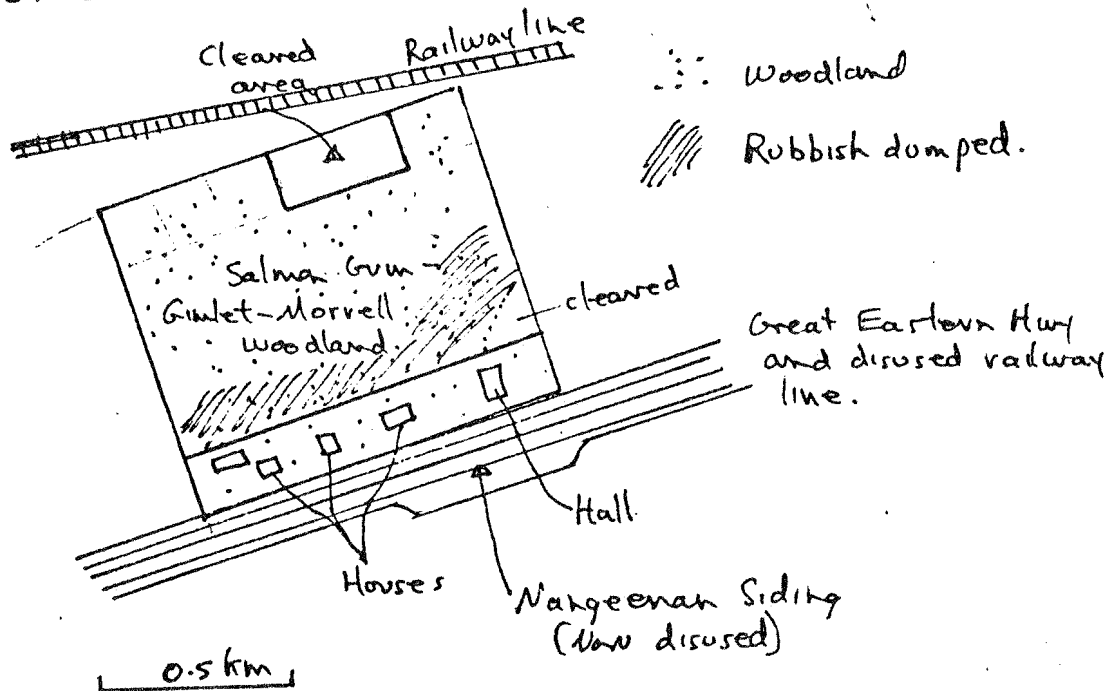 Cleared
area
Railway line
Woodland
Rubbish dumped.
Salmon Gum
Gimlet-Morrell
woodland.
cleared
Great Eastern Hwy
and disused railway
line.
Hall
Houses
Nangeenan Siding
(Now disused)
0.5 km